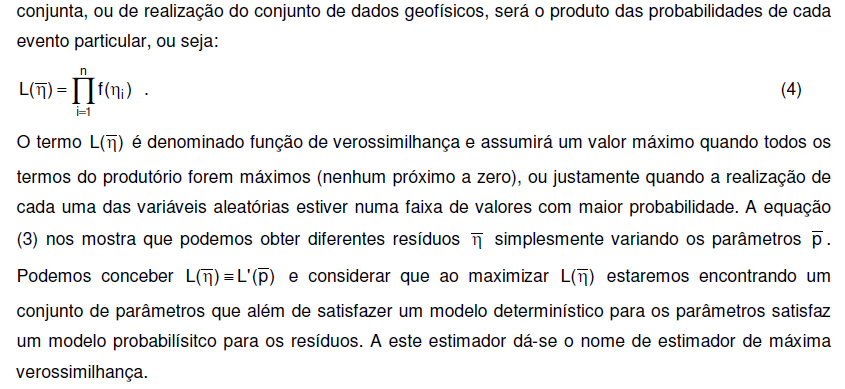 conjunta, ou de realização do conjunto de dados geofísicos, será o produto das probabilidades de cada
evento particular, ou seja:
L(η̅) = ∏ᵢ₌₁ⁿ f(ηᵢ) . (4)
O termo L(η̅) é denominado função de verossimilhança e assumirá um valor máximo quando todos os
termos do produtório forem máximos (nenhum próximo a zero), ou justamente quando a realização de
cada uma das variáveis aleatórias estiver numa faixa de valores com maior probabilidade. A equação
(3) nos mostra que podemos obter diferentes resíduos η̅ simplesmente variando os parâmetros p̅.
Podemos conceber L(η̅) ≡ L'(p̅) e considerar que ao maximizar L(η̅) estaremos encontrando um
conjunto de parâmetros que além de satisfazer um modelo determinístico para os parâmetros satisfaz
um modelo probabilísitco para os resíduos. A este estimador dá-se o nome de estimador de máxima
verossimilhança.